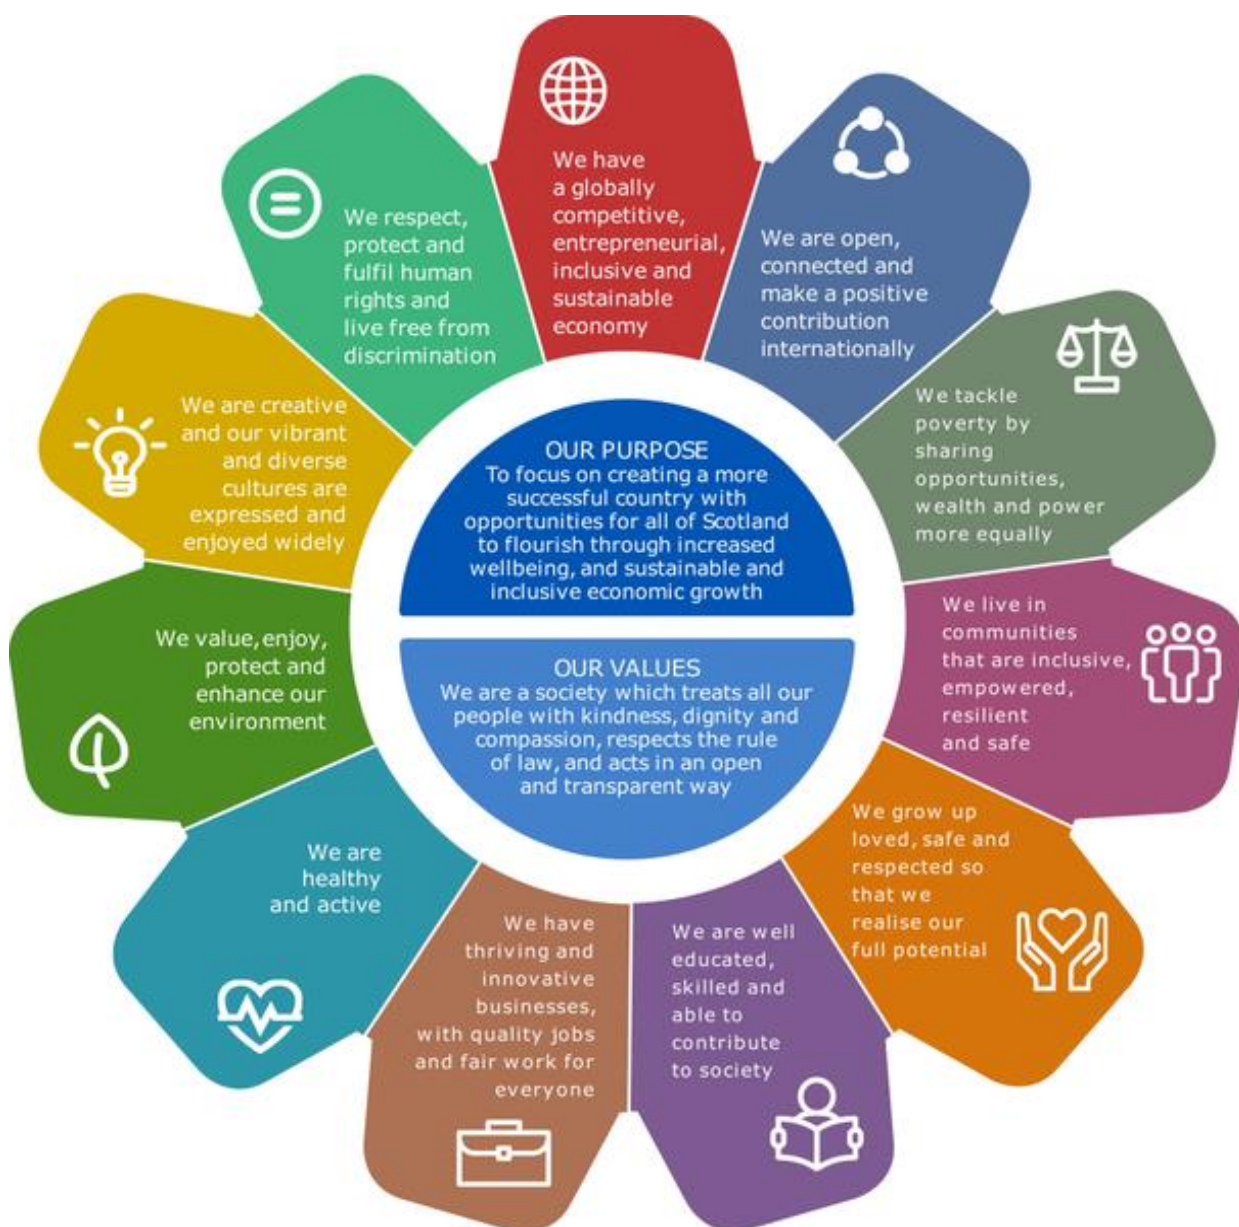 We have
a globally
competitive,
entrepreneurial,
inclusive and
sustainable
economy
We are open,
connected and
make a positive
contribution
internationally
We tackle
poverty by
sharing
opportunities,
wealth and power
more equally
We live in
communities
that are inclusive,
empowered,
resilient
and safe
We grow up
loved, safe and
respected so
that we
realise our
full potential
We are well
educated,
skilled and
able to
contribute
to society
We have
thriving and
innovative
businesses,
with quality jobs
and fair work for
everyone
We are
healthy
and active
We value, enjoy,
protect and
enhance our
environment
We are creative
and our vibrant
and diverse
cultures are
expressed and
enjoyed widely
We respect,
protect and
fulfil human
rights and
live free from
discrimination
OUR PURPOSE
To focus on creating a more
successful country with
opportunities for all of Scotland
to flourish through increased
wellbeing, and sustainable and
inclusive economic growth
OUR VALUES
We are a society which treats all our
people with kindness, dignity and
compassion, respects the rule
of law, and acts in an open
and transparent way